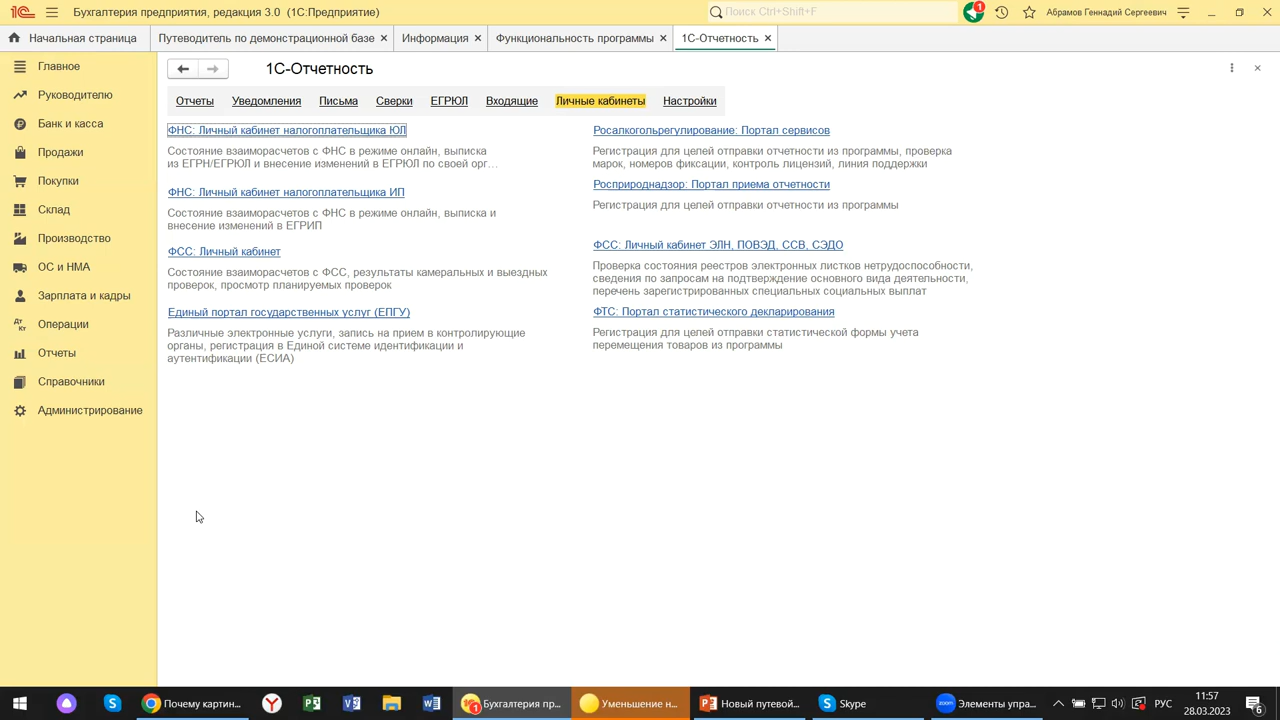 Бухгалтерия предприятия, редакция 3.0 (1С:Предприятие)
Поиск Ctrl+Shift+F
1
Абрамов Геннадий Сергеевич
Начальная страница
Путеводитель по демонстрационной базе
Информация
Функциональность программы
1С-Отчетность
Главное
Руководителю
Банк и касса
Продажи
Покупки
Склад
Производство
ОС и НМА
Зарплата и кадры
Операции
Отчеты
Справочники
Администрирование
1С-Отчетность
Отчеты
Уведомления
Письма
Сверки
ЕГРЮЛ
Входящие
Личные кабинеты
Настройки
ФНС: Личный кабинет налогоплательщика ЮЛ
Состояние взаиморасчетов с ФНС в режиме онлайн, выписка
из ЕГРН/ЕГРЮЛ и внесение изменений в ЕГРЮЛ по своей орг...
ФНС: Личный кабинет налогоплательщика ИП
Состояние взаиморасчетов с ФНС в режиме онлайн, выписка и
внесение изменений в ЕГРИП
ФСС: Личный кабинет
Состояние взаиморасчетов с ФСС, результаты камеральных и выездных
проверок, просмотр планируемых проверок
Единый портал государственных услуг (ЕПГУ)
Различные электронные услуги, запись на прием в контролирующие
органы, регистрация в Единой системе идентификации и
аутентификации (ЕСИА)
Росалкогольрегулирование: Портал сервисов
Регистрация для целей отправки отчетности из программы, проверка
марок, номеров фиксации, контроль лицензий, линия поддержки
Росприроднадзор: Портал приема отчетности
Регистрация для целей отправки отчетности из программы
ФСС: Личный кабинет ЭЛН, ПОВЭД, ССВ, СЭДО
Проверка состояния реестров электронных листков нетрудоспособности,
сведения по запросам на подтверждение основного вида деятельности,
перечень зарегистрированных специальных социальных выплат
ФТС: Портал статистического декларирования
Регистрация для целей отправки статистической формы учета
перемещения товаров из программы
Почему картин...
Бухгалтерия пр...
Уменьшение н...
Новый путевой...
Skype
Элементы упра...
РУС
11:57
28.03.2023
6